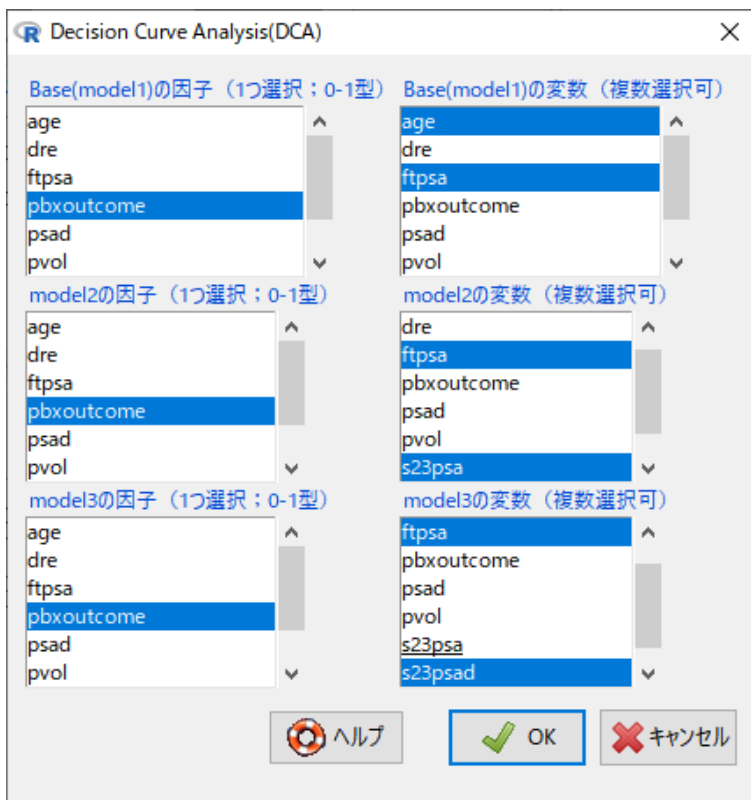 Decision Curve Analysis(DCA)
Base(model1)の因子（1つ選択；0-1型）
age
dre
ftpsa
pbxoutcome
psad
pvol
Base(model1)の変数（複数選択可）
age
dre
ftpsa
pbxoutcome
psad
pvol
model2の因子（1つ選択；0-1型）
age
dre
ftpsa
pbxoutcome
psad
pvol
model2の変数（複数選択可）
dre
ftpsa
pbxoutcome
psad
pvol
s23psa
model3の因子（1つ選択；0-1型）
age
dre
ftpsa
pbxoutcome
psad
pvol
model3の変数（複数選択可）
ftpsa
pbxoutcome
psad
pvol
s23psa
s23psad
ヘルプ
OK
キャンセル